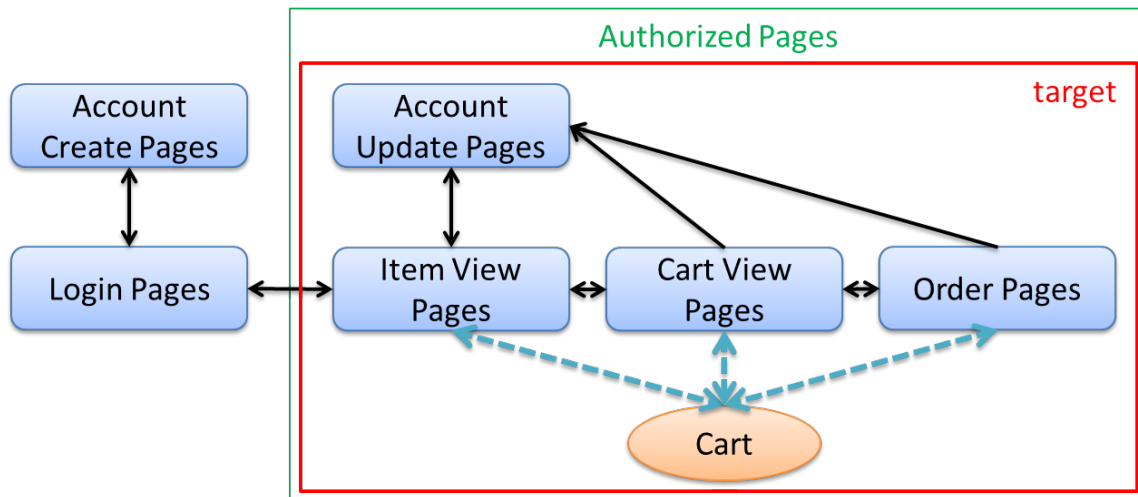 Authorized Pages
target
Account
Create Pages
Account
Update Pages
Login Pages
Item View
Pages
Cart View
Pages
Order Pages
Cart